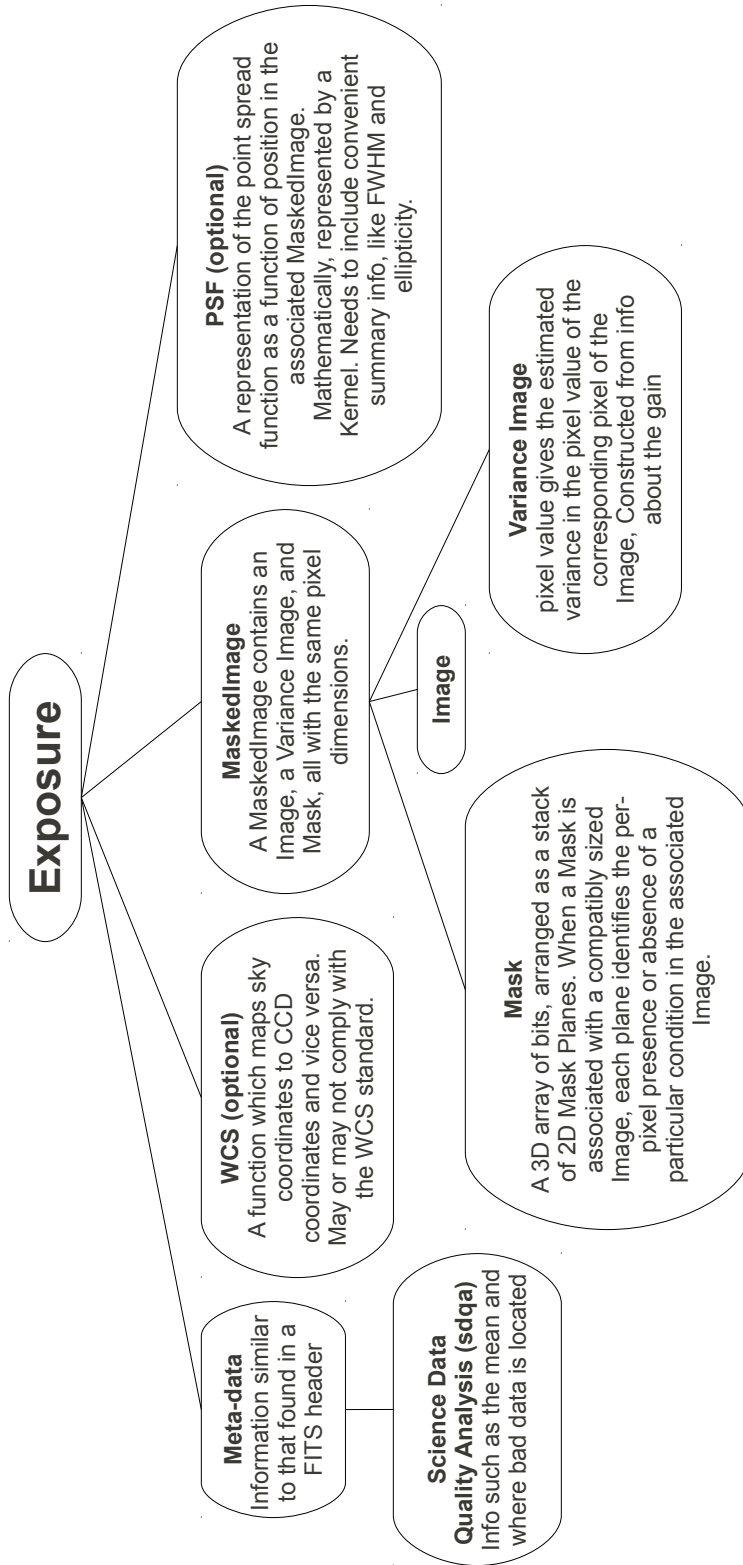 Exposure
Meta-data
Information similar
to that found in a
FITS header
WCS (optional)
A function which maps sky
coordinates to CCD
coordinates and vice versa.
May or may not comply with
the WCS standard.
MaskedImage
A MaskedImage contains an
Image, a Variance Image, and
Mask, all with the same pixel
dimensions.
PSF (optional)
A representation of the point spread
function as a function of position in the
associated MaskedImage.
Mathematically, represented by a
Kernel. Needs to include convenient
summary info, like FWHM and
ellipticity.
Science Data
Quality Analysis (sdqa)
Info such as the mean and
where bad data is located
Mask
A 3D array of bits, arranged as a stack
of 2D Mask Planes. When a Mask is
associated with a compatibly sized
Image, each plane identifies the per-
pixel presence or absence of a
particular condition in the associated
Image.
Image
Variance Image
pixel value gives the estimated
variance in the pixel value of the
corresponding pixel of the
Image, Constructed from info
about the gain